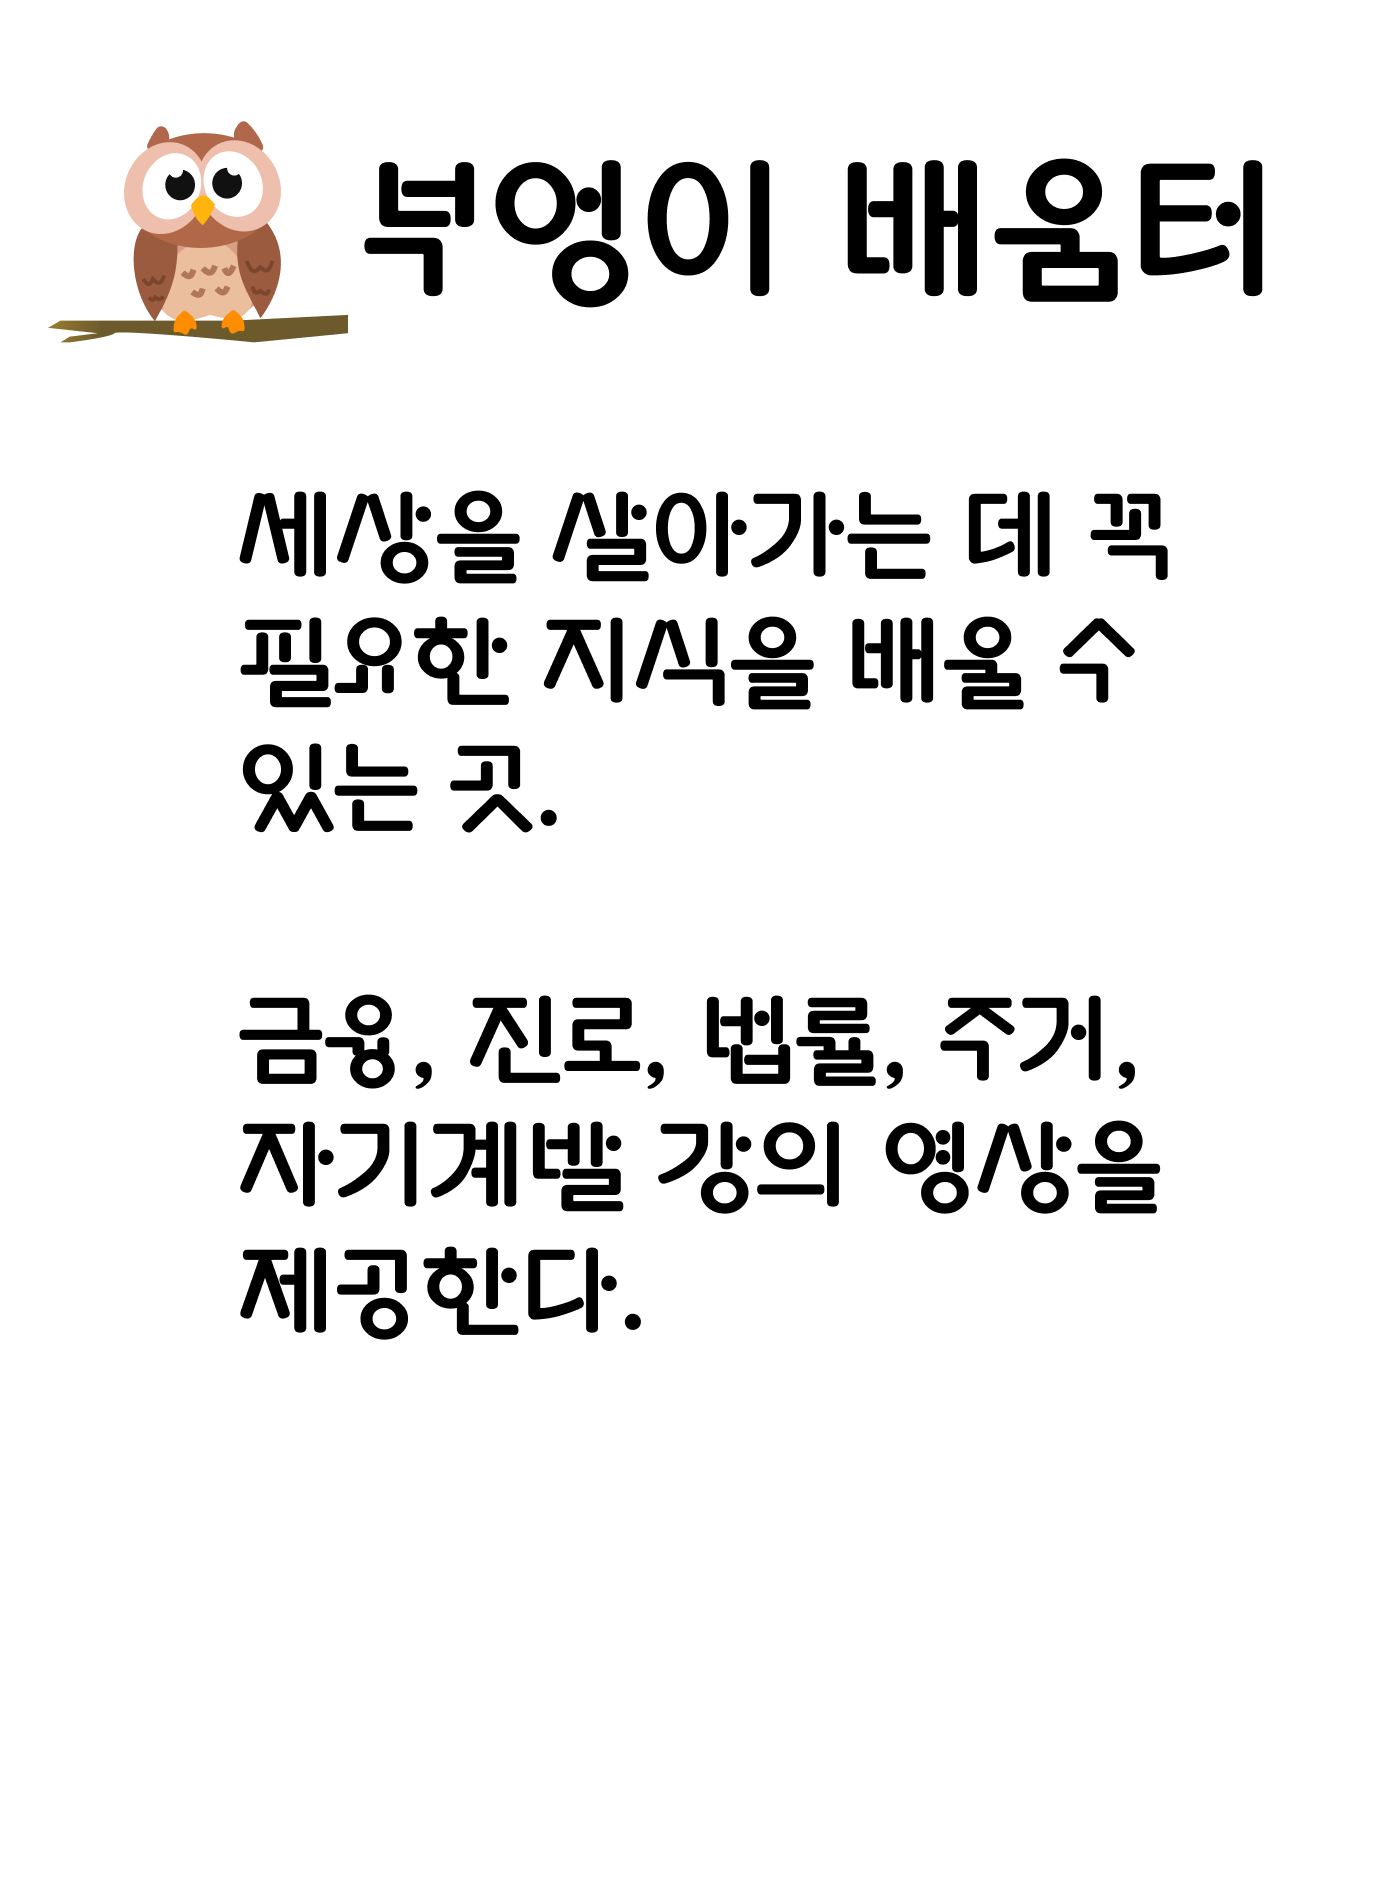 부엉이 배움터
세상을 살아가는 데 꼭
필요한 지식을 배울 수
있는 곳.
금융, 진로, 법률, 주거,
자기계발 강의 영상을
제공한다.